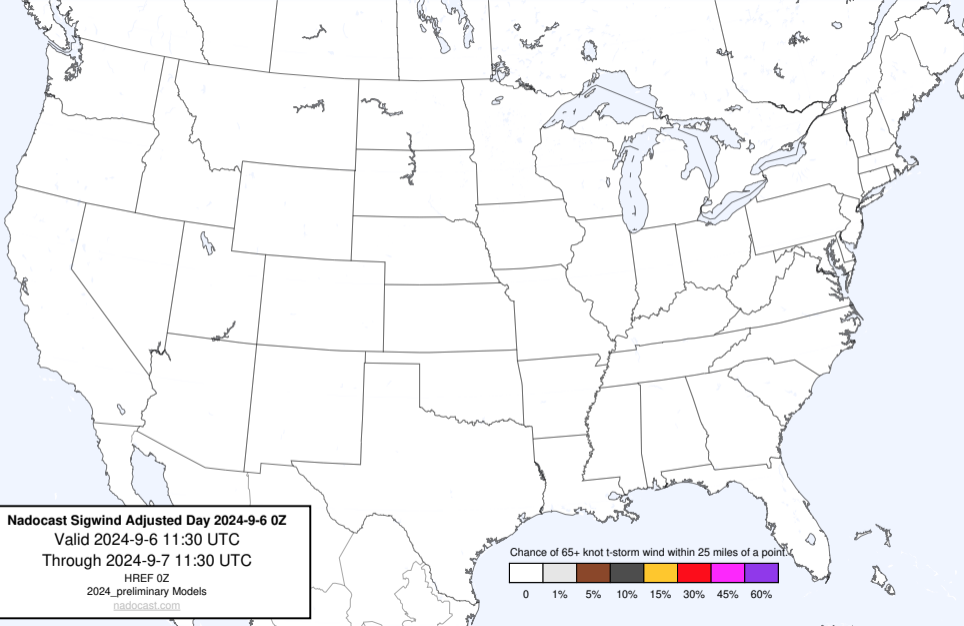 Nadocast Sigwind Adjusted Day 2024-9-6 0Z
Valid 2024-9-6 11:30 UTC
Through 2024-9-7 11:30 UTC
HREF 0Z
2024_preliminary Models
nadocast.com
Chance of 65+ knot t-storm wind within 25 miles of a point.
0 1% 5% 10% 15% 30% 45% 60%